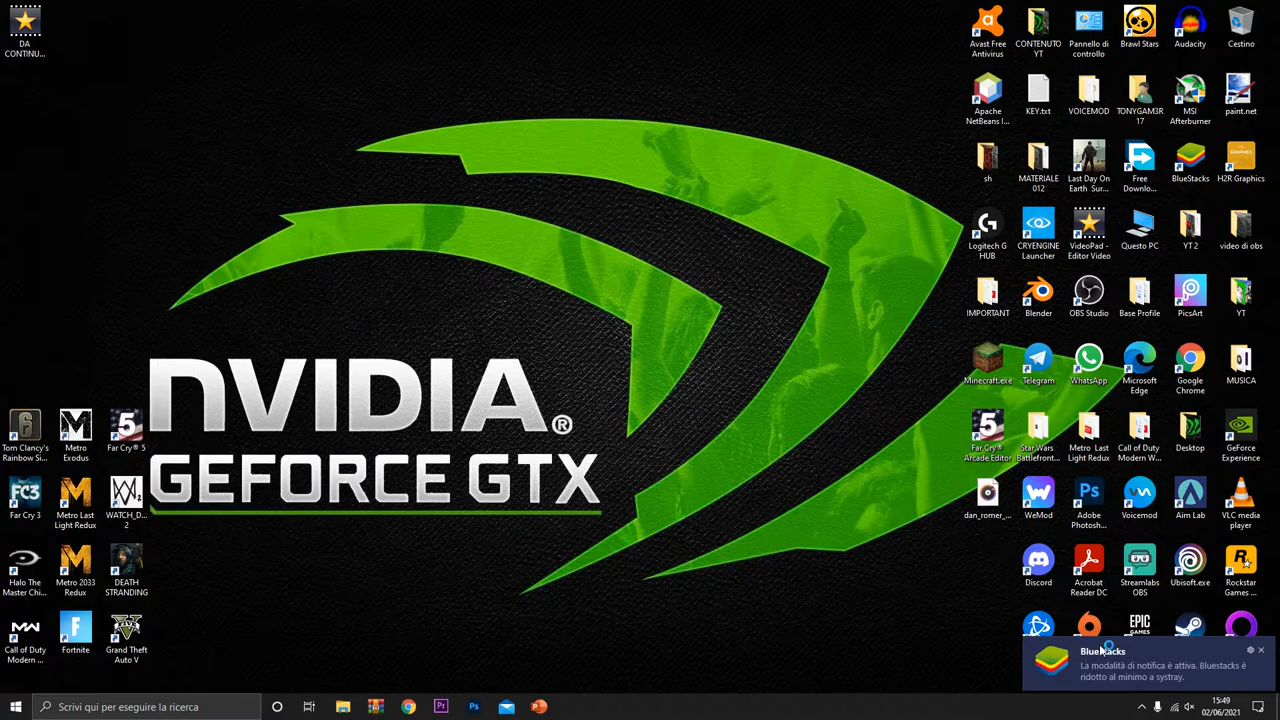 DA
CONTINU...
Avast Free
Antivirus
CONTENUTO
YT
Pannello di
controllo
Brawl Stars
Audacity
Cestino
Apache
NetBeans I...
KEY.txt
VOICEMOD
TONYGAM3R
17
MSI
Afterburner
paint.net
sh
MATERIALE
012
Last Day On
Earth Sur...
Free
Downlo...
BlueStacks
H2R Graphics
Logitech G
HUB
CRYENGINE
Launcher
VideoPad -
Editor Video
Questo PC
YT 2
video di obs
IMPORTANT
Blender
OBS Studio
Base Profile
PicsArt
YT
Minecraft.exe
Telegram
WhatsApp
Microsoft
Edge
Google
Chrome
MUSICA
NVIDIA®
GEFORCE GTX
Tom Clancy's
Rainbow Si...
Metro
Exodus
Far Cry® 5
Far Cry®
Arcade Editor
Star Wars
Battlefront...
Metro Last
Light Redux
Call of Duty
Modern W...
Desktop
GeForce
Experience
Far Cry 3
Metro Last
Light Redux
WATCH_D...
2
dan_romer_...
WeMod
Adobe
Photosh...
Voicemod
Aim Lab
VLC media
player
Halo The
Master Chi...
Metro 2033
Redux
DEATH
STRANDING
Discord
Acrobat
Reader DC
Streamlabs
OBS
Ubisoft.exe
Rockstar
Games ...
Call of Duty
Modern ...
Fortnite
Grand Theft
Auto V
EPIC
GAMES
BlueStacks
La modalità di notifica è attiva. Bluestacks è
ridotto al minimo a systray.
Scrivi qui per eseguire la ricerca
15:49
02/06/2021